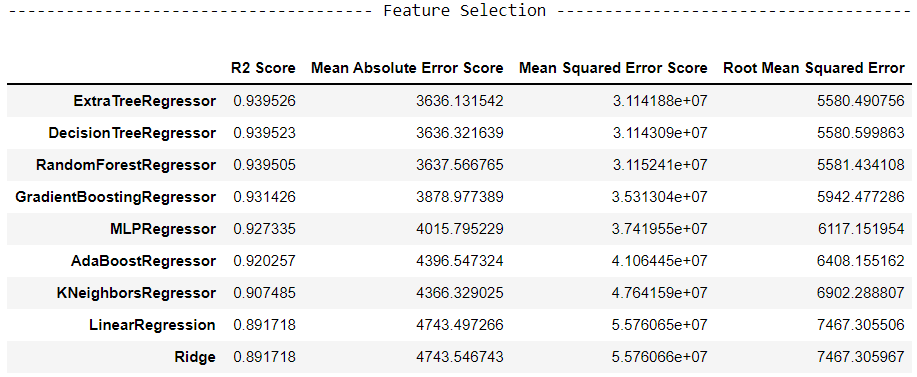 -------------------------------------- Feature Selection -------------------------------------
R2 Score Mean Absolute Error Score Mean Squared Error Score Root Mean Squared Error
ExtraTreeRegressor 0.939526 3636.131542 3.114188e+07 5580.490756
DecisionTreeRegressor 0.939523 3636.321639 3.114309e+07 5580.599863
RandomForestRegressor 0.939505 3637.566765 3.115241e+07 5581.434108
GradientBoostingRegressor 0.931426 3878.977389 3.531304e+07 5942.477286
MLPRegressor 0.927335 4015.795229 3.741955e+07 6117.151954
AdaBoostRegressor 0.920257 4396.547324 4.106445e+07 6408.155162
KNeighborsRegressor 0.907485 4366.329025 4.764159e+07 6902.288807
LinearRegression 0.891718 4743.497266 5.576065e+07 7467.305506
Ridge 0.891718 4743.546743 5.576066e+07 7467.305967